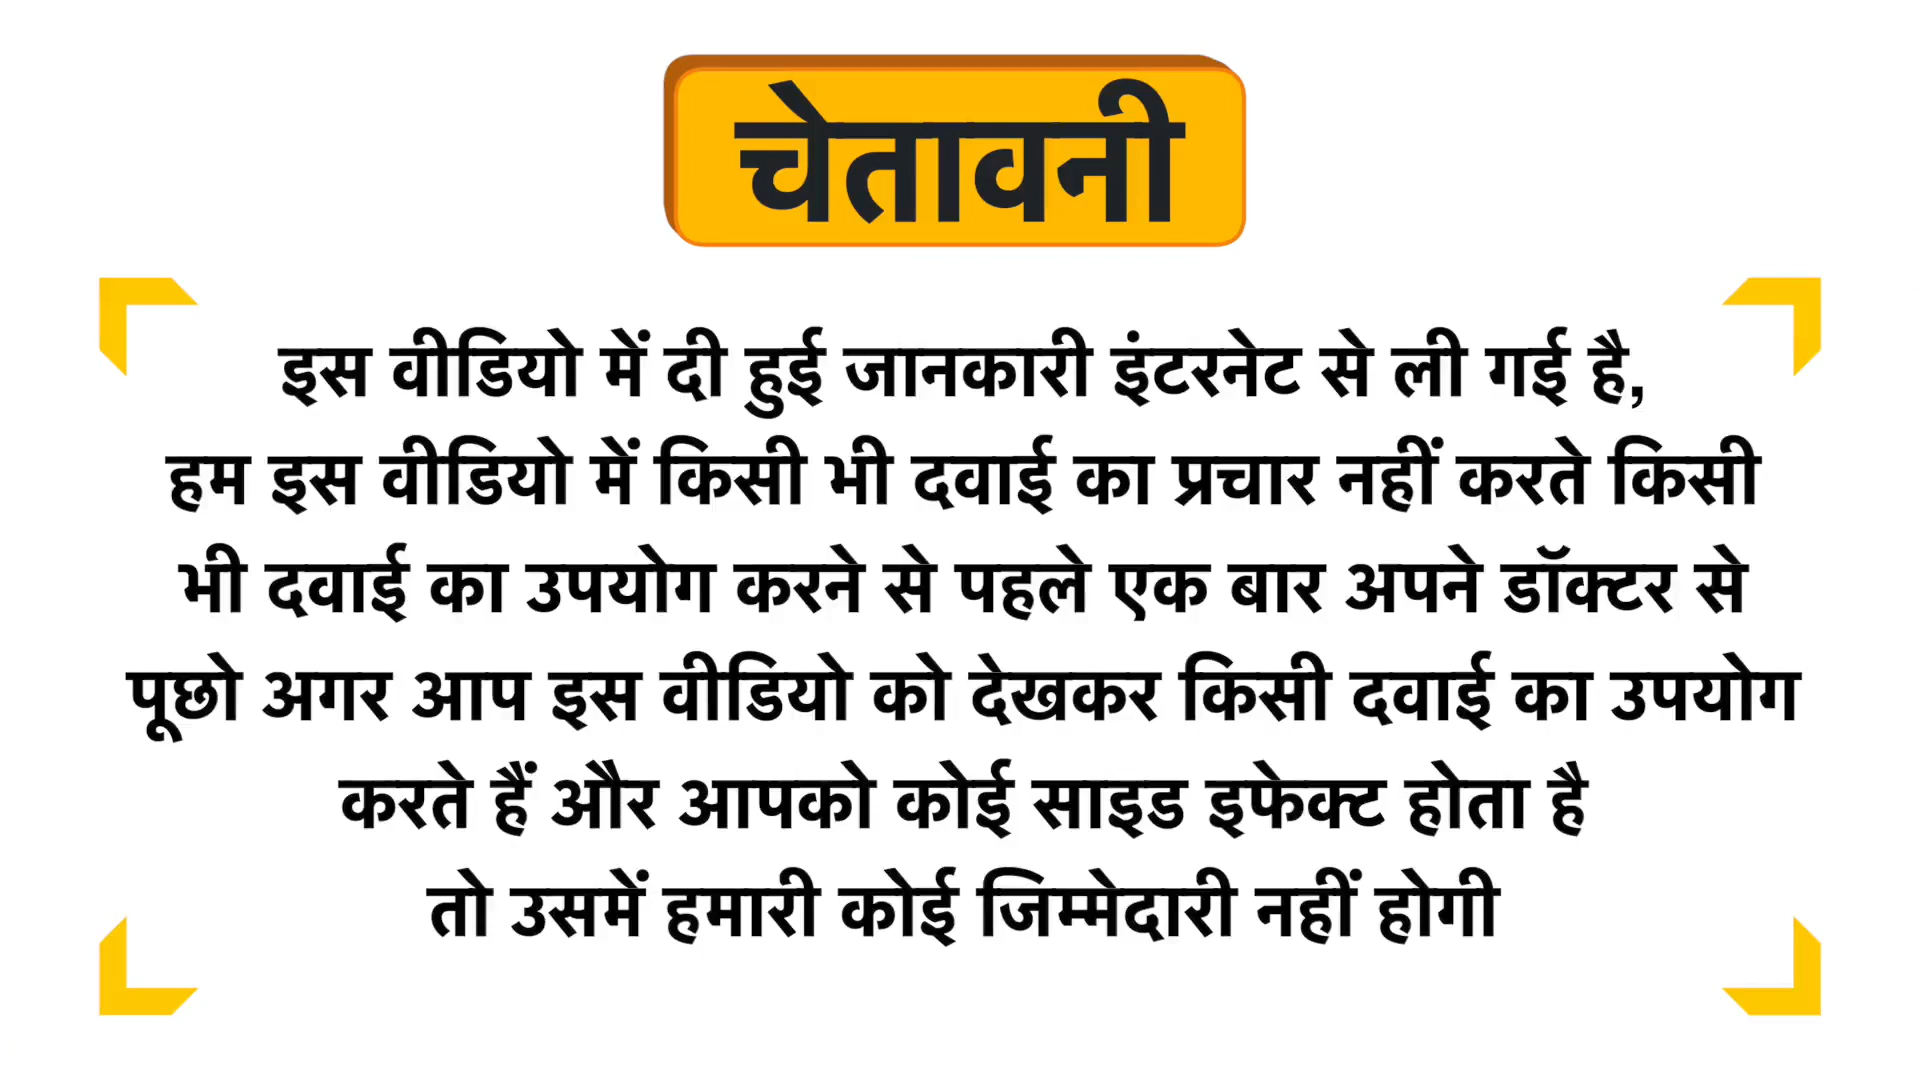 चेतावनी
इस वीडियो में दी हुई जानकारी इंटरनेट से ली गई है,
हम इस वीडियो में किसी भी दवाई का प्रचार नहीं करते किसी
भी दवाई का उपयोग करने से पहले एक बार अपने डॉक्टर से
पूछो अगर आप इस वीडियो को देखकर किसी दवाई का उपयोग
करते हैं और आपको कोई साइड इफेक्ट होता है
तो उसमें हमारी कोई जिम्मेदारी नहीं होगी